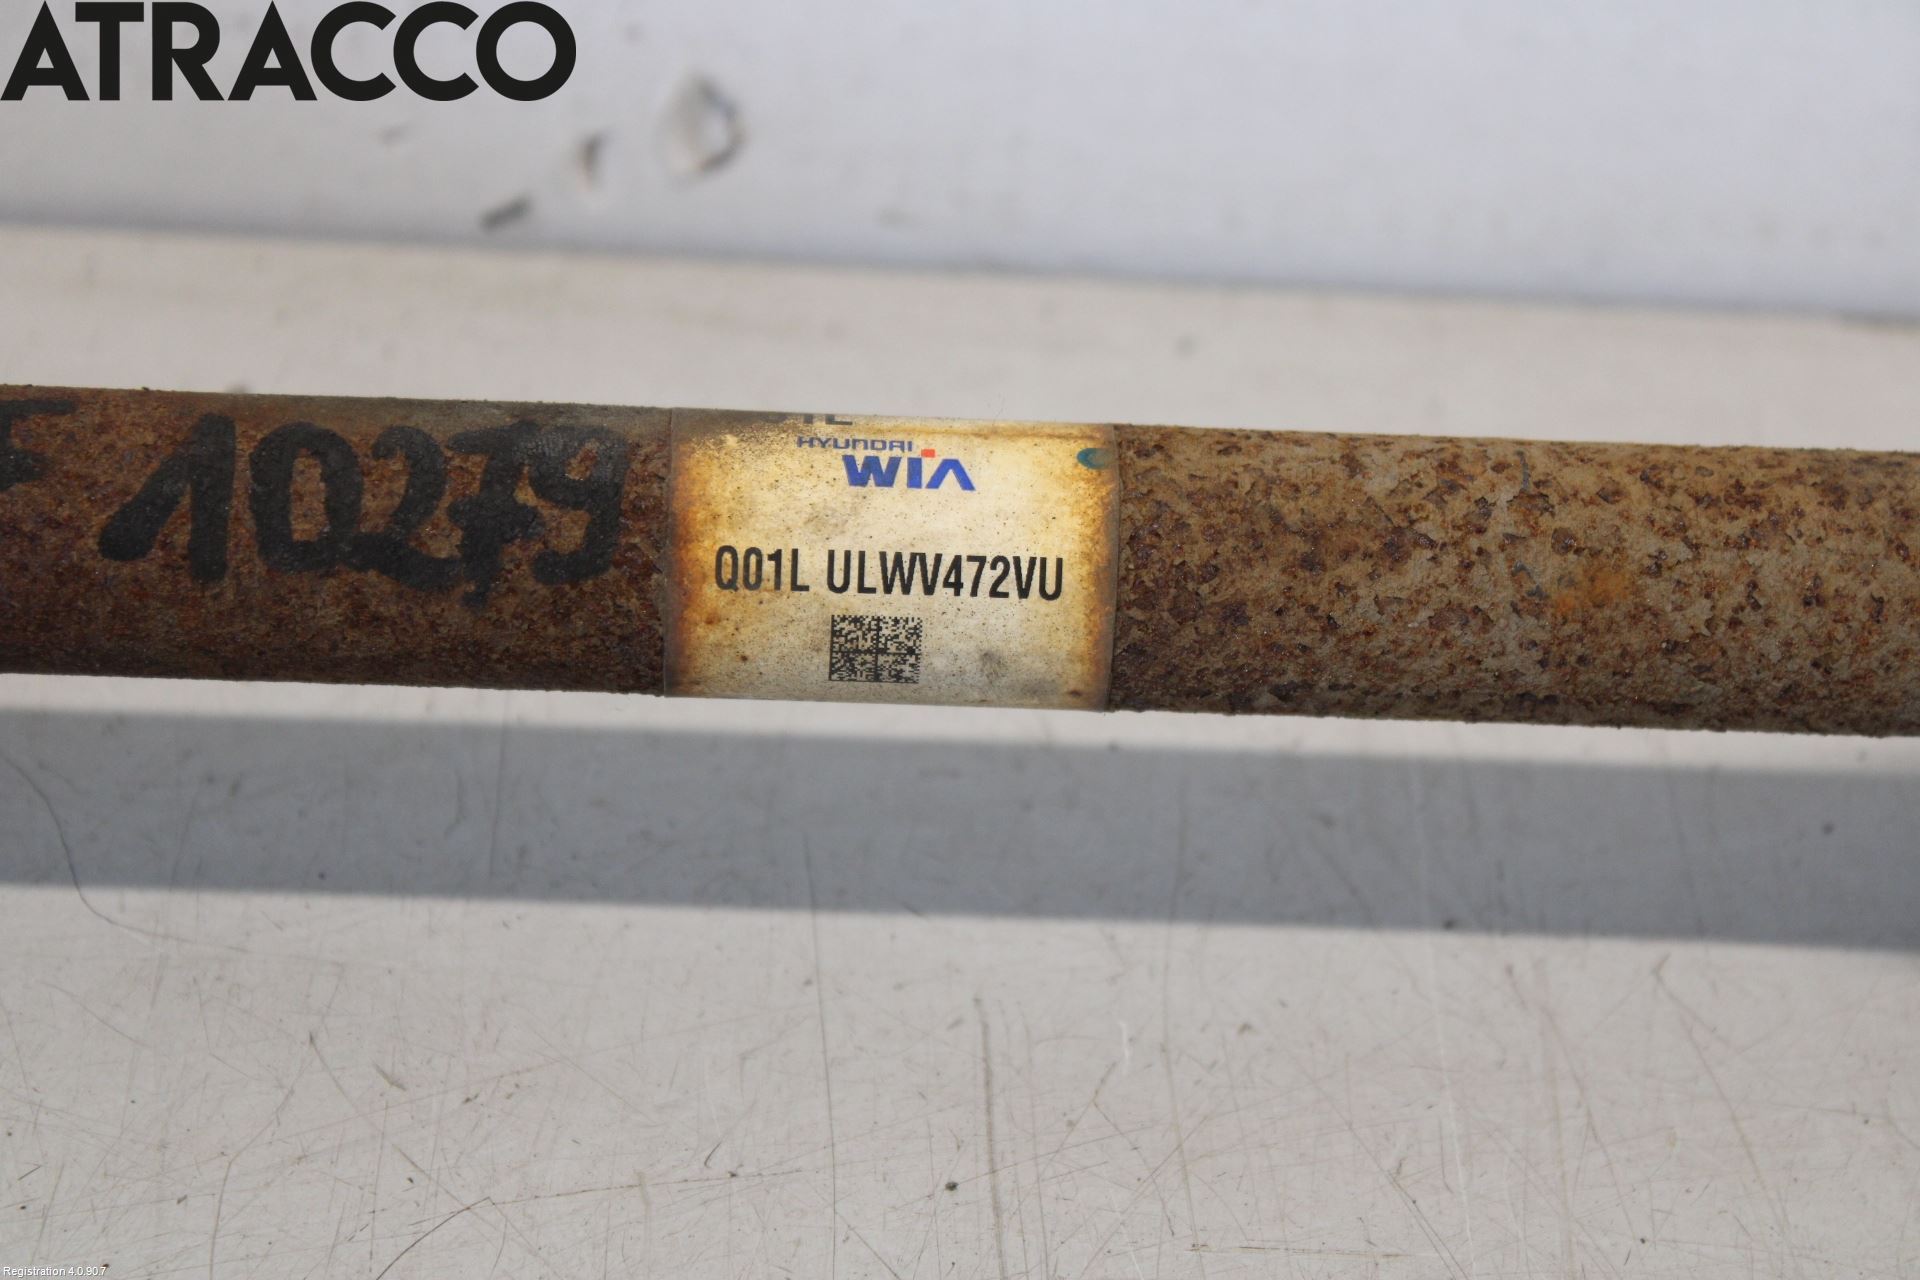 ATRACCO
HYUNDAI
WIA
F 10279
Q01L ULWV472VU
Registration 4.0.90.7